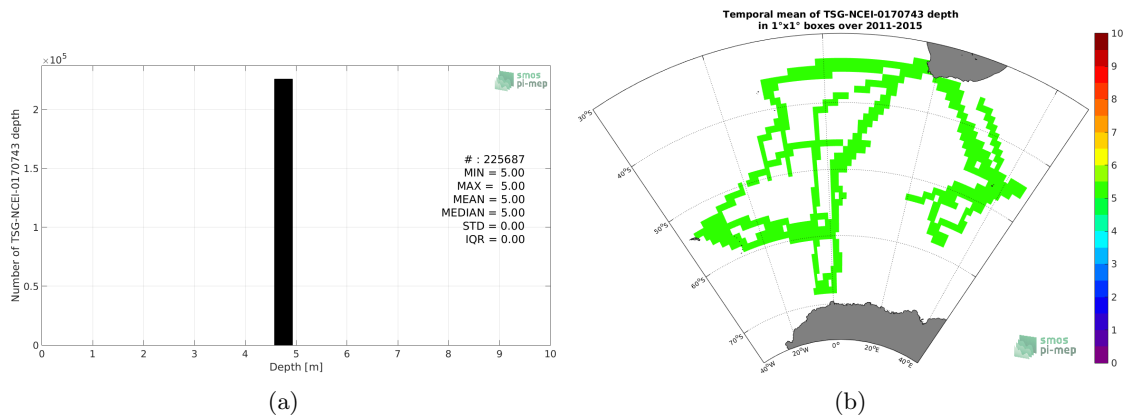 ×10⁵
2
1.5
1
0.5
0
Number of TSG-NCEI-0170743 depth
0 1 2 3 4 5 6 7 8 9 10
Depth [m]
smos
pi-mep
# : 225687
MIN = 5.00
MAX = 5.00
MEAN = 5.00
MEDIAN = 5.00
STD = 0.00
IQR = 0.00
(a)
Temporal mean of TSG-NCEI-0170743 depth
in 1°x1° boxes over 2011-2015
30°S
40°S
50°S
60°S
70°S
40°W
20°W
0°
20°E
40°E
10
9
8
7
6
5
4
3
2
1
0
smos
pi-mep
(b)